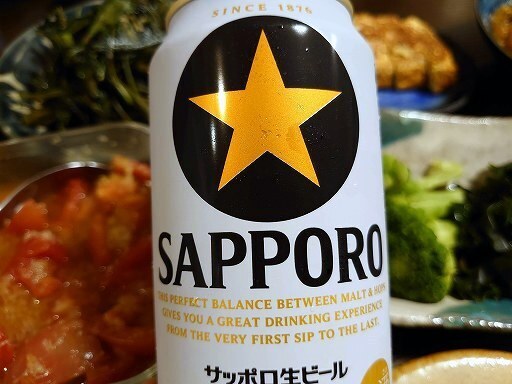 SINCE 1876
SAPPORO
THIS PERFECT BALANCE BETWEEN MALT & HOPS
GIVES YOU A GREAT DRINKING EXPERIENCE
FROM THE VERY FIRST SIP TO THE LAST.
サッポロ生ビール